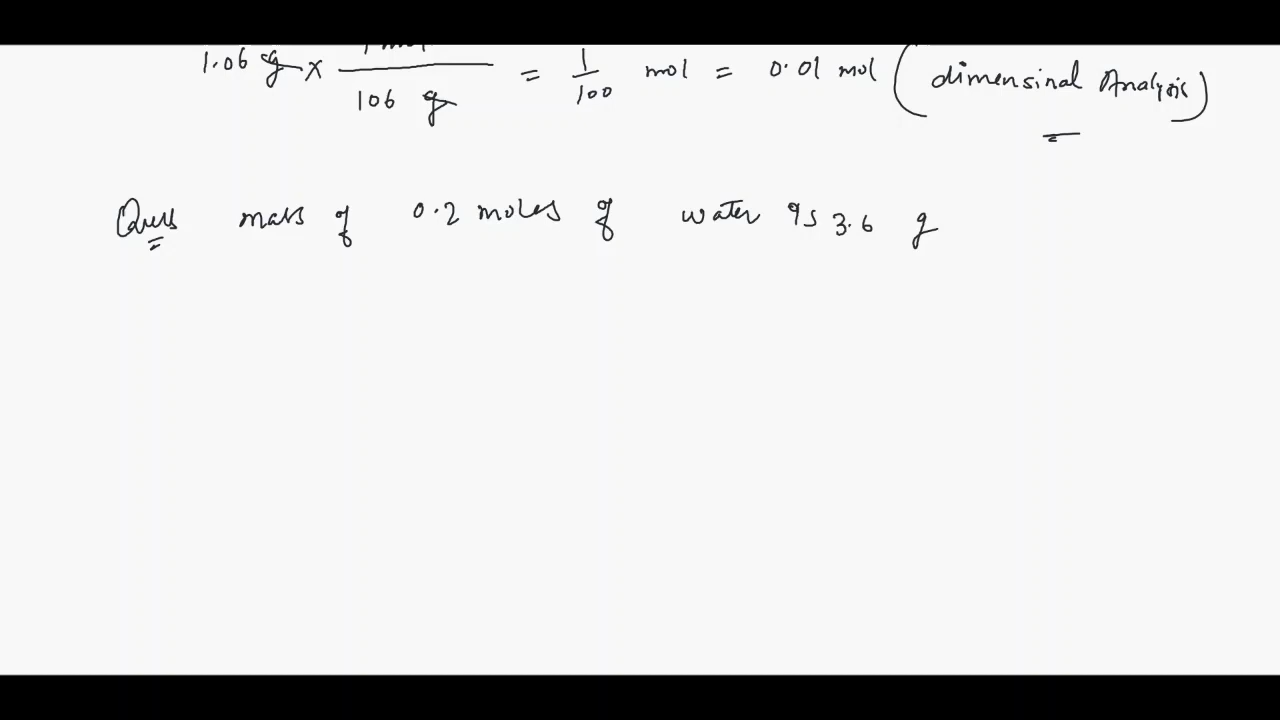 1.06 g × 1 mol / 106 g = 1/100 mol = 0.01 mol (dimensinal Analysis)
Ques mass of 0.2 moles of water is 3.6 g